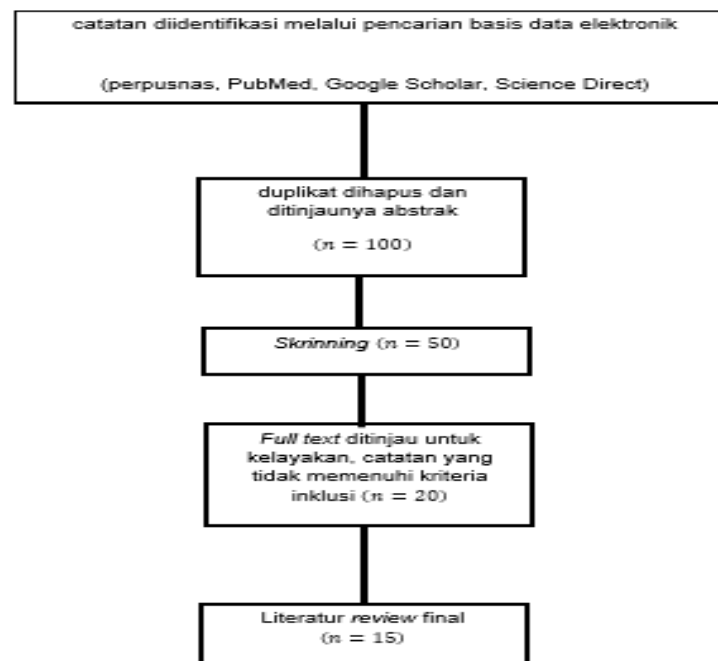 catatan diidentifikasi melalui pencarian basis data elektronik
(perpusnas, PubMed, Google Scholar, Science Direct)
duplikat dihapus dan
ditinjaunya abstrak
(n = 100)
Skrinning (n = 50)
Full text ditinjau untuk
kelayakan, catatan yang
tidak memenuhi kriteria
inklusi (n = 20)
Literatur review final
(n = 15)